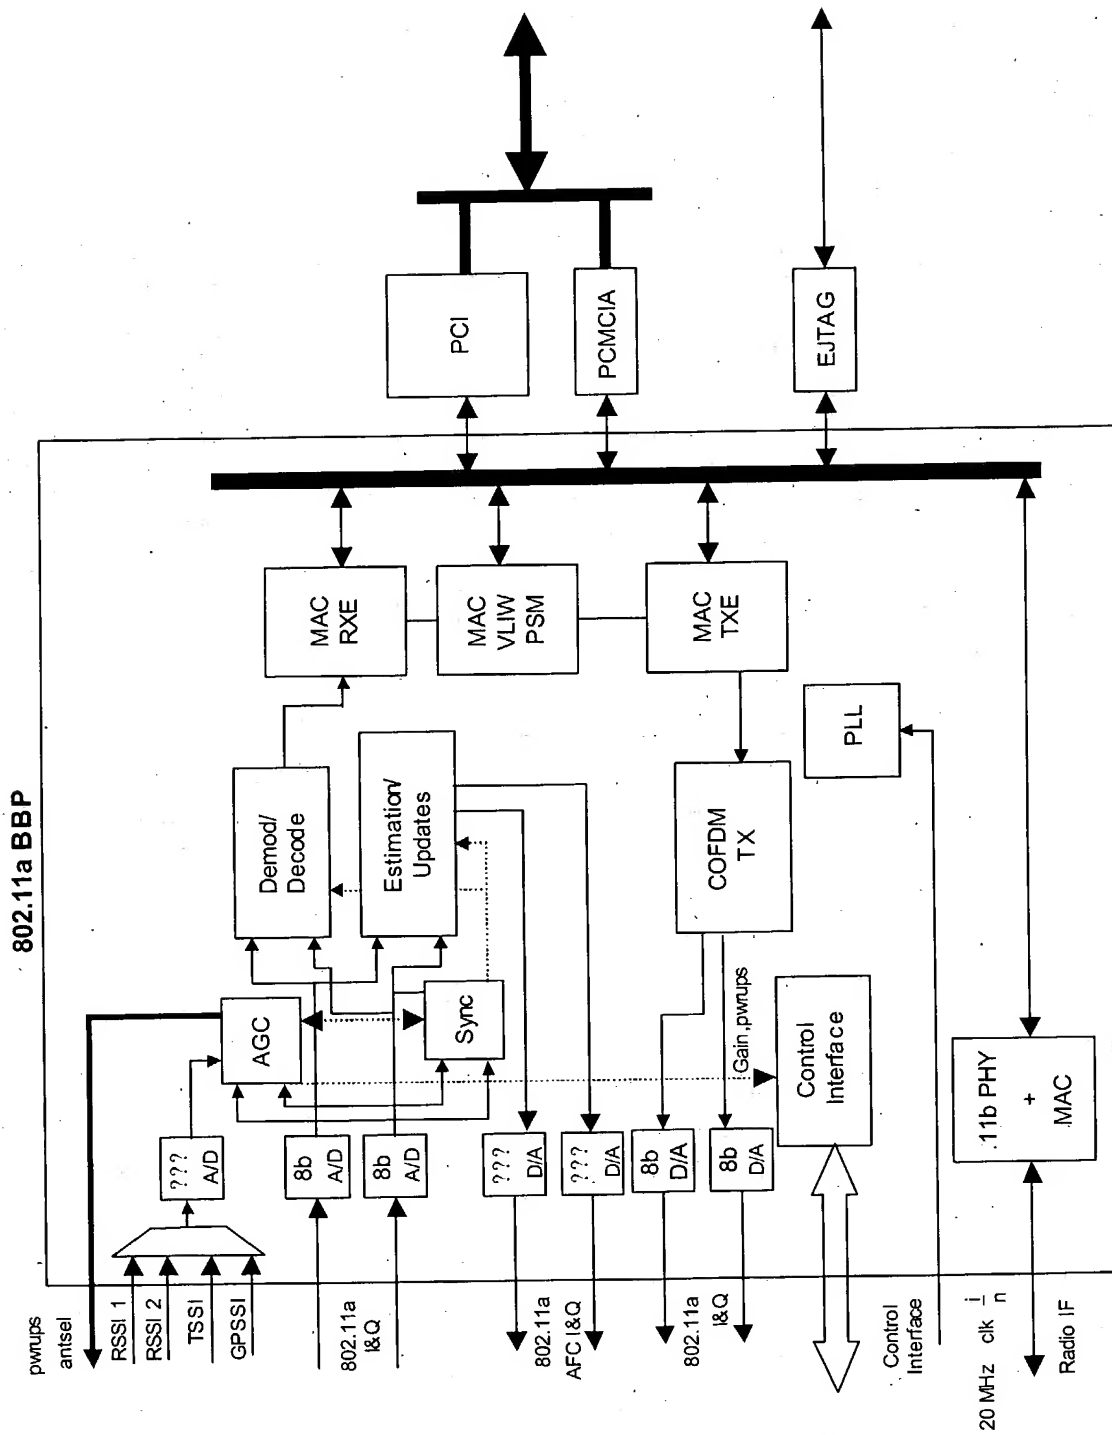 802.11a BBP
pwrups
antsel
RSSI 1
RSSI 2
TSSI
GPSSI
802.11a
I&Q
802.11a
AFC I&Q
802.11a
I&Q
Control
Interface
20 MHz clk in
Radio IF
???
A/D
8b
A/D
8b
A/D
???
D/A
???
D/A
8b
D/A
8b
D/A
AGC
Sync
Gain,pwrups
Control
Interface
.11b PHY
+
MAC
Demod/
Decode
Estimation/
Updates
COFDM
TX
PLL
MAC
RXE
MAC
VLIW
PSM
MAC
TXE
PCI
PCMCIA
EJTAG